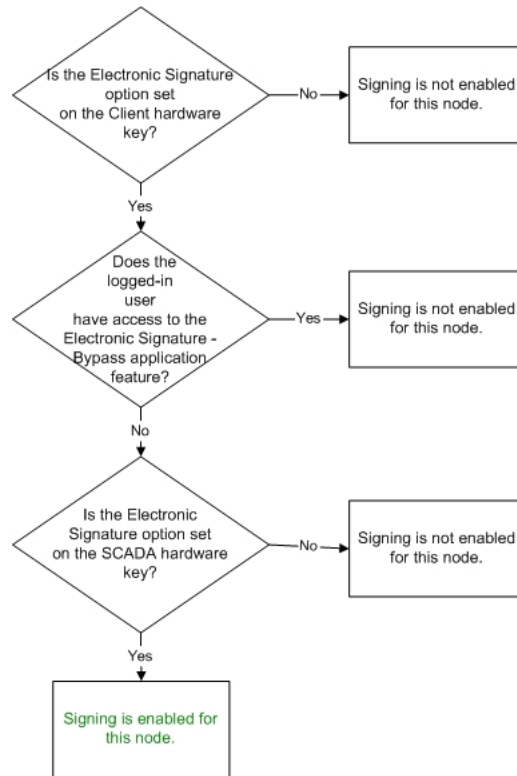 Is the Electronic Signature
option set
on the Client hardware
key?
No
Signing is not enabled
for this node.
Yes
Does the
logged-in
user
have access to the
Electronic Signature -
Bypass application
feature?
Yes
Signing is not enabled
for this node.
No
Is the Electronic
Signature option set
on the SCADA hardware
key?
No
Signing is not enabled
for this node.
Yes
Signing is enabled for
this node.